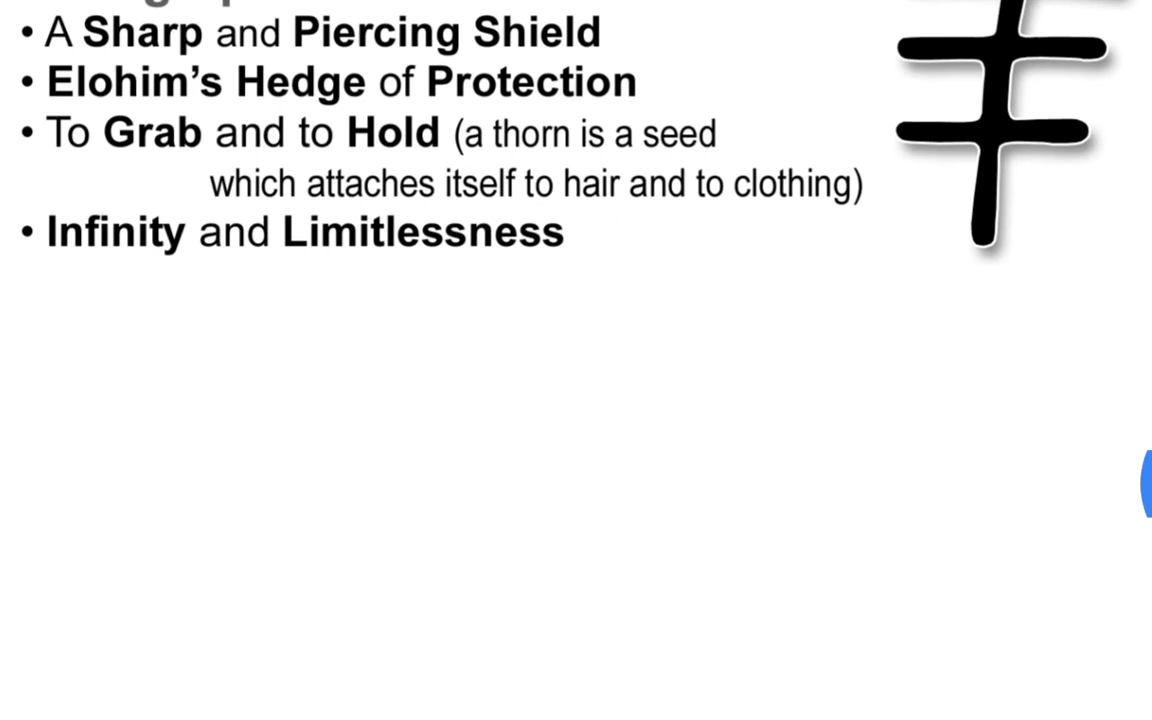 • A Sharp and Piercing Shield
• Elohim’s Hedge of Protection
• To Grab and to Hold (a thorn is a seed
which attaches itself to hair and to clothing)
• Infinity and Limitlessness